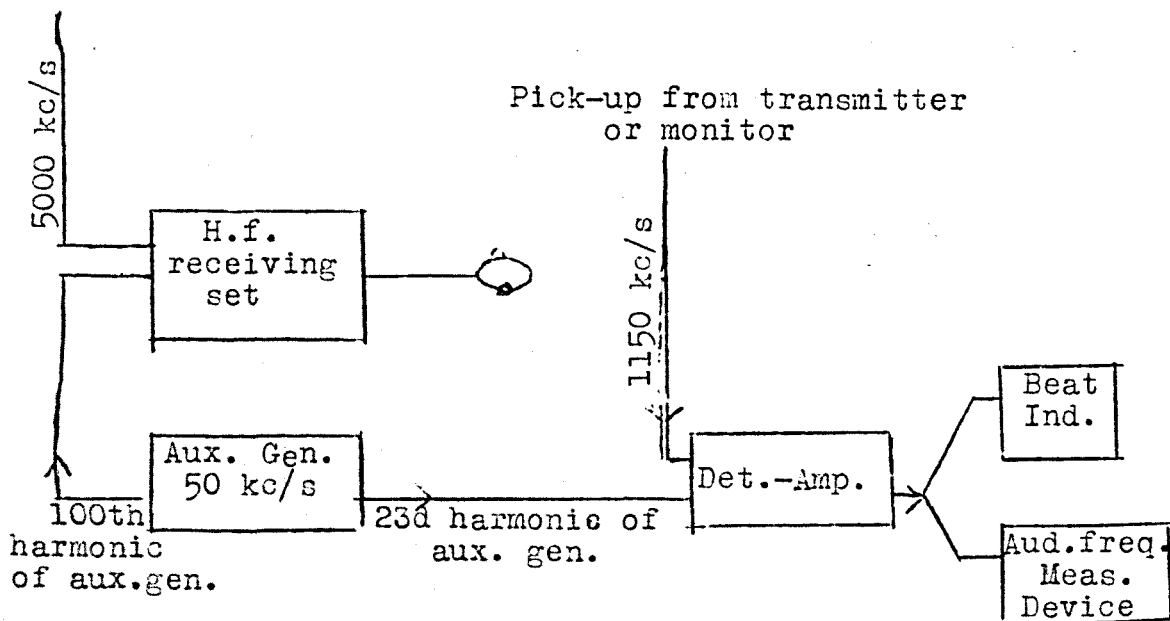 5000 kc/s
Pick-up from transmitter
or monitor
H.f.
receiving
set
1150 kc/s
Beat
Ind.
Aux. Gen.
50 kc/s
Det.-Amp.
100th
harmonic
of aux.gen.
23d harmonic of
aux. gen.
Aud.freq.
Meas.
Device